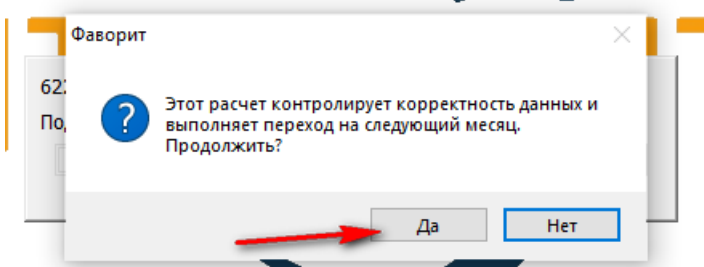 Фаворит
Этот расчет контролирует корректность данных и
выполняет переход на следующий месяц.
Продолжить?
Да
Нет